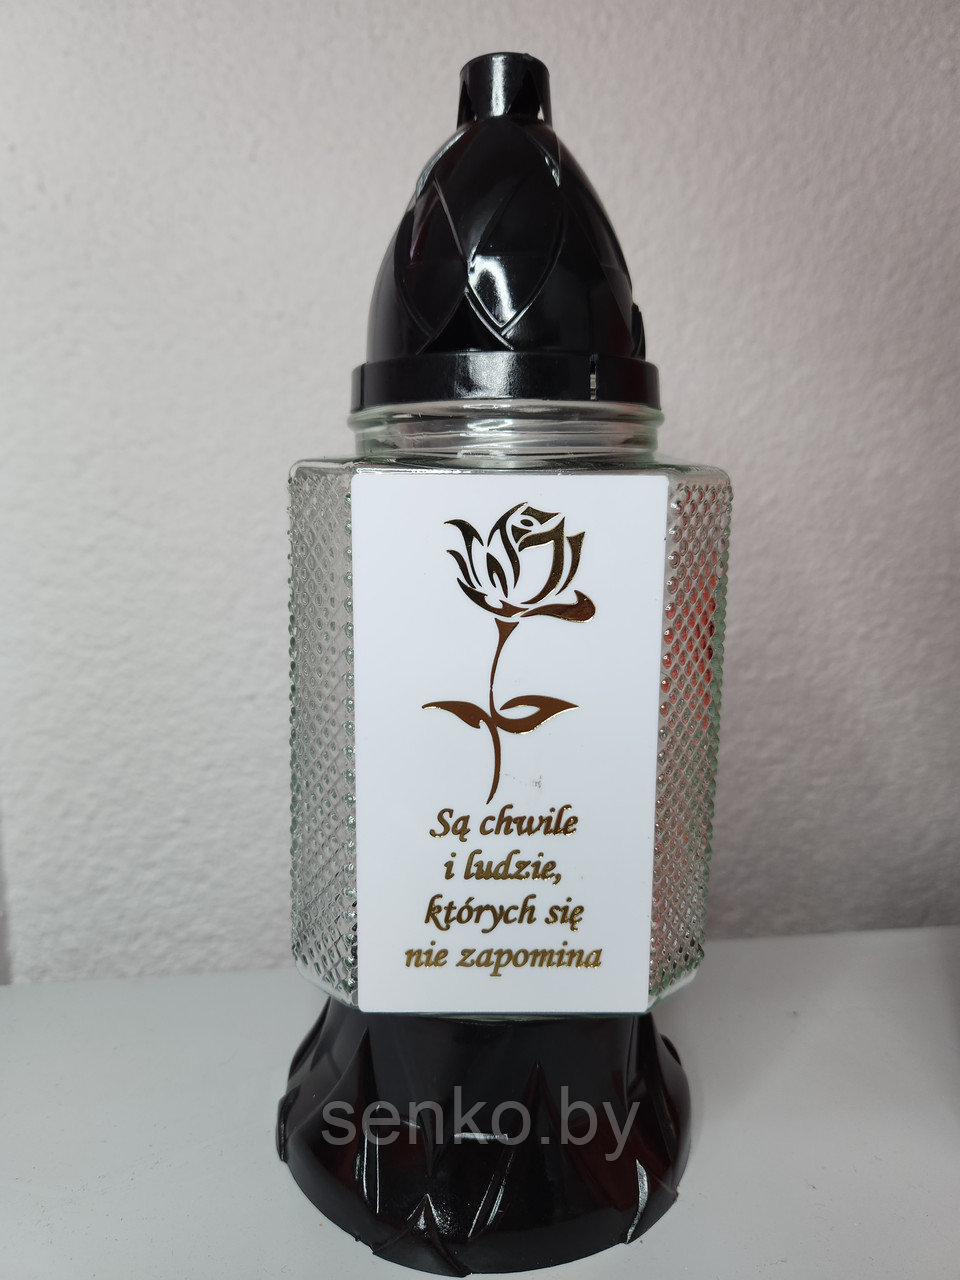 Są chwile
i ludzie,
których się
nie zapomina
senko.by